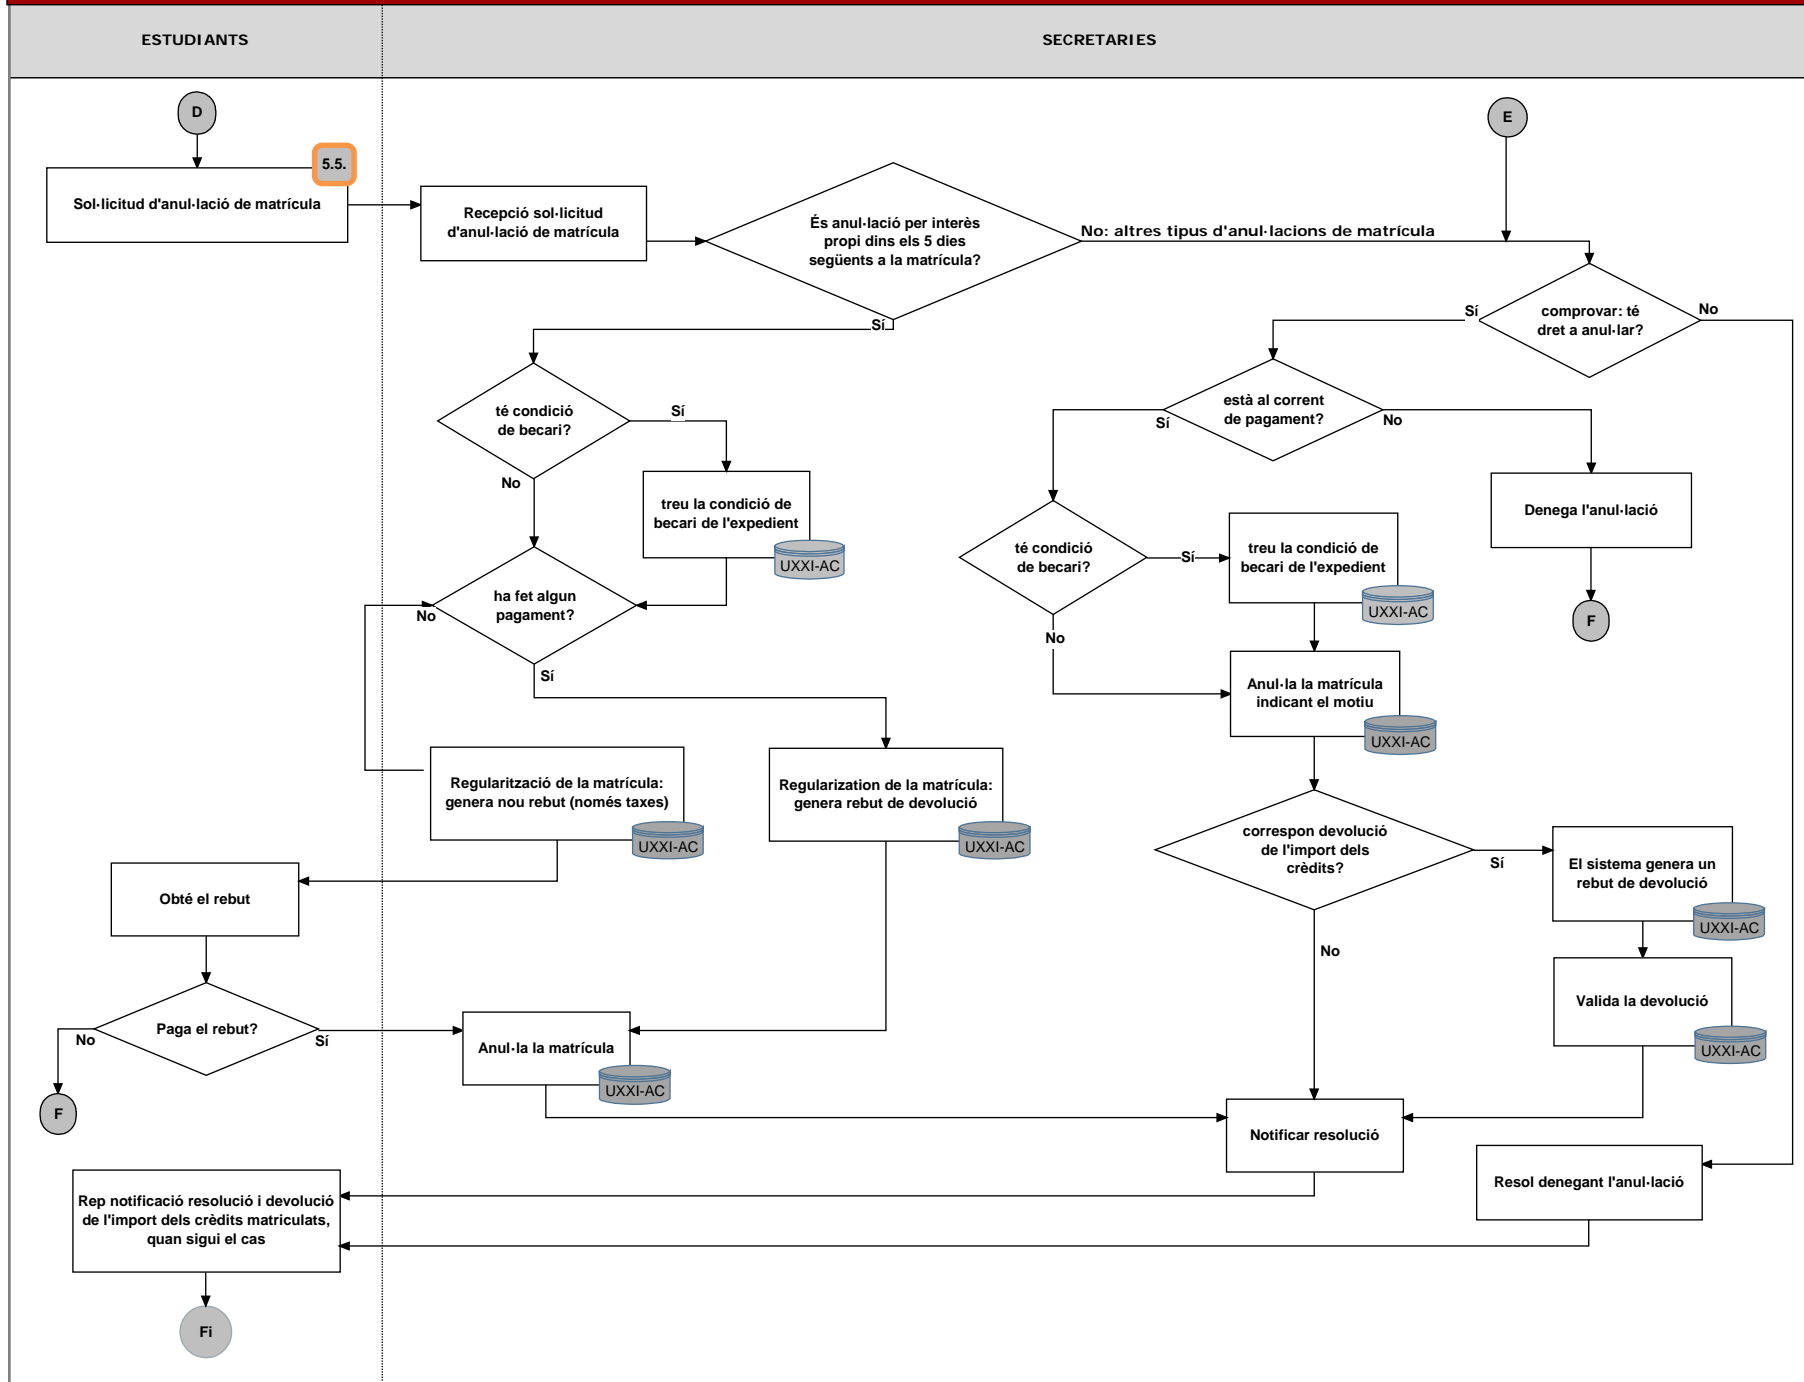 ESTUDIANTS
SECRETARIES
D
E
5.5.
Sol·licitud d'anul·lació de matrícula
Recepció sol·licitud
d'anul·lació de matrícula
És anul·lació per interès
propi dins els 5 dies
següents a la matrícula?
No: altres tipus d'anul·lacions de matrícula
Sí
comprovar: té
dret a anul·lar?
Sí
No
té condició
de becari?
Sí
No
treu la condició de
becari de l'expedient
UXXI-AC
està al corrent
de pagament?
Sí
No
Denega l'anul·lació
F
té condició
de becari?
Sí
No
treu la condició de
becari de l'expedient
UXXI-AC
ha fet algun
pagament?
No
Sí
Anul·la la matrícula
indicant el motiu
UXXI-AC
Regularització de la matrícula:
genera nou rebut (només taxes)
UXXI-AC
Regularization de la matrícula:
genera rebut de devolució
UXXI-AC
correspon devolució
de l'import dels
crèdits?
Sí
No
El sistema genera un
rebut de devolució
UXXI-AC
Obté el rebut
Valida la devolució
UXXI-AC
Paga el rebut?
No
Sí
F
Anul·la la matrícula
UXXI-AC
Notificar resolució
Resol denegant l'anul·lació
Rep notificació resolució i devolució
de l'import dels crèdits matriculats,
quan sigui el cas
Fi